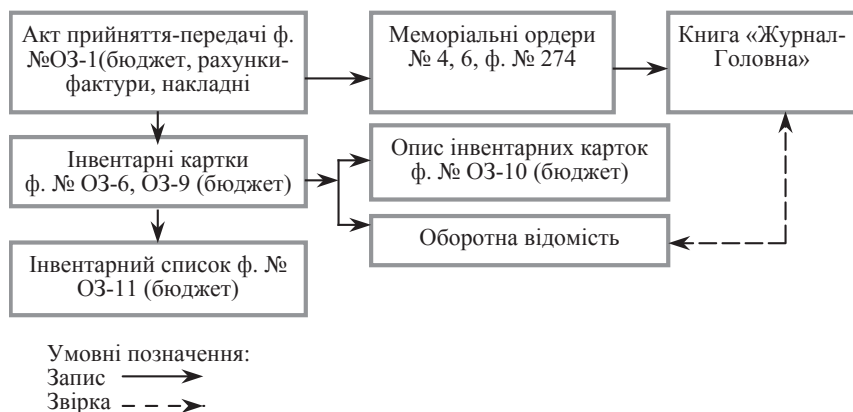 Акт прийняття-передачі ф.
№ОЗ-1(бюджет, рахунки-
фактури, накладні
Меморіальні ордери
№ 4, 6, ф. № 274
Книга «Журнал-
Головна»
Інвентарні картки
ф. № ОЗ-6, ОЗ-9 (бюджет)
Опис інвентарних карток
ф. № ОЗ-10 (бюджет)
Оборотна відомість
Інвентарний список ф. №
ОЗ-11 (бюджет)
Умовні позначення:
Запис
Звірка